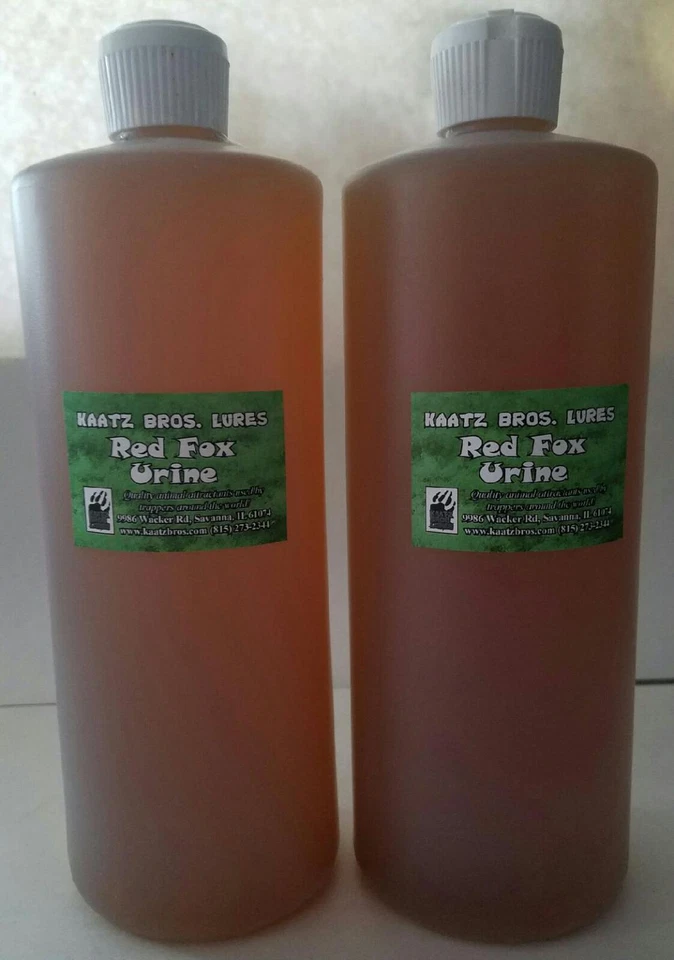 KAATZ BROS. LURES
Red Fox
Urine
Quality animal attractants used by
trappers around the world
9986 Wacker Rd, Savanna, IL 61074
www.kaatzbros.com (815) 273-2344
KAATZ BROS. LURES
Red Fox
Urine
Quality animal attractants used by
trappers around the world
9986 Wacker Rd, Savanna, IL 61074
www.kaatzbros.com (815) 273-2344